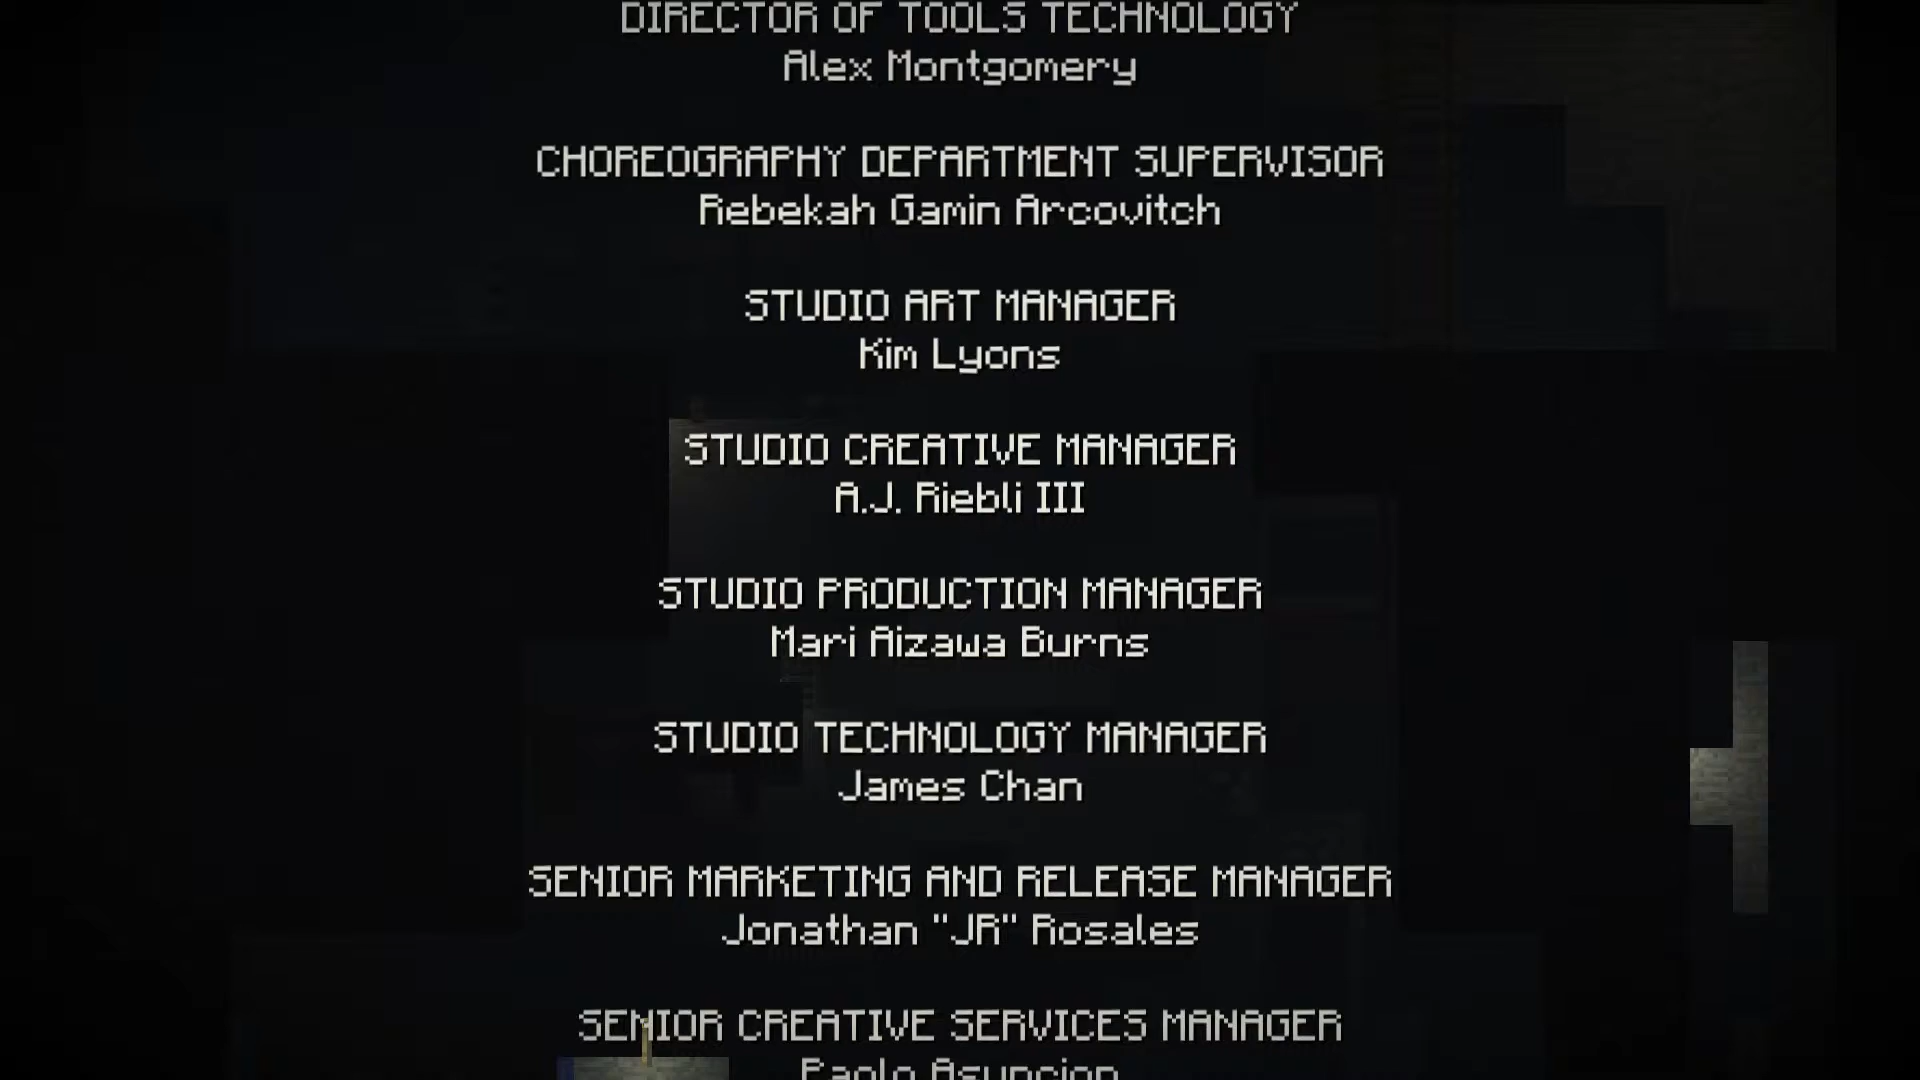 DIRECTOR OF TOOLS TECHNOLOGY
Alex Montgomery
CHOREOGRAPHY DEPARTMENT SUPERVISOR
Rebekah Gamin Arcovitch
STUDIO ART MANAGER
Kim Lyons
STUDIO CREATIVE MANAGER
A.J. Riebli III
STUDIO PRODUCTION MANAGER
Mari Aizawa Burns
STUDIO TECHNOLOGY MANAGER
James Chan
SENIOR MARKETING AND RELEASE MANAGER
Jonathan "JR" Rosales
SENIOR CREATIVE SERVICES MANAGER
Paolo Asuncion